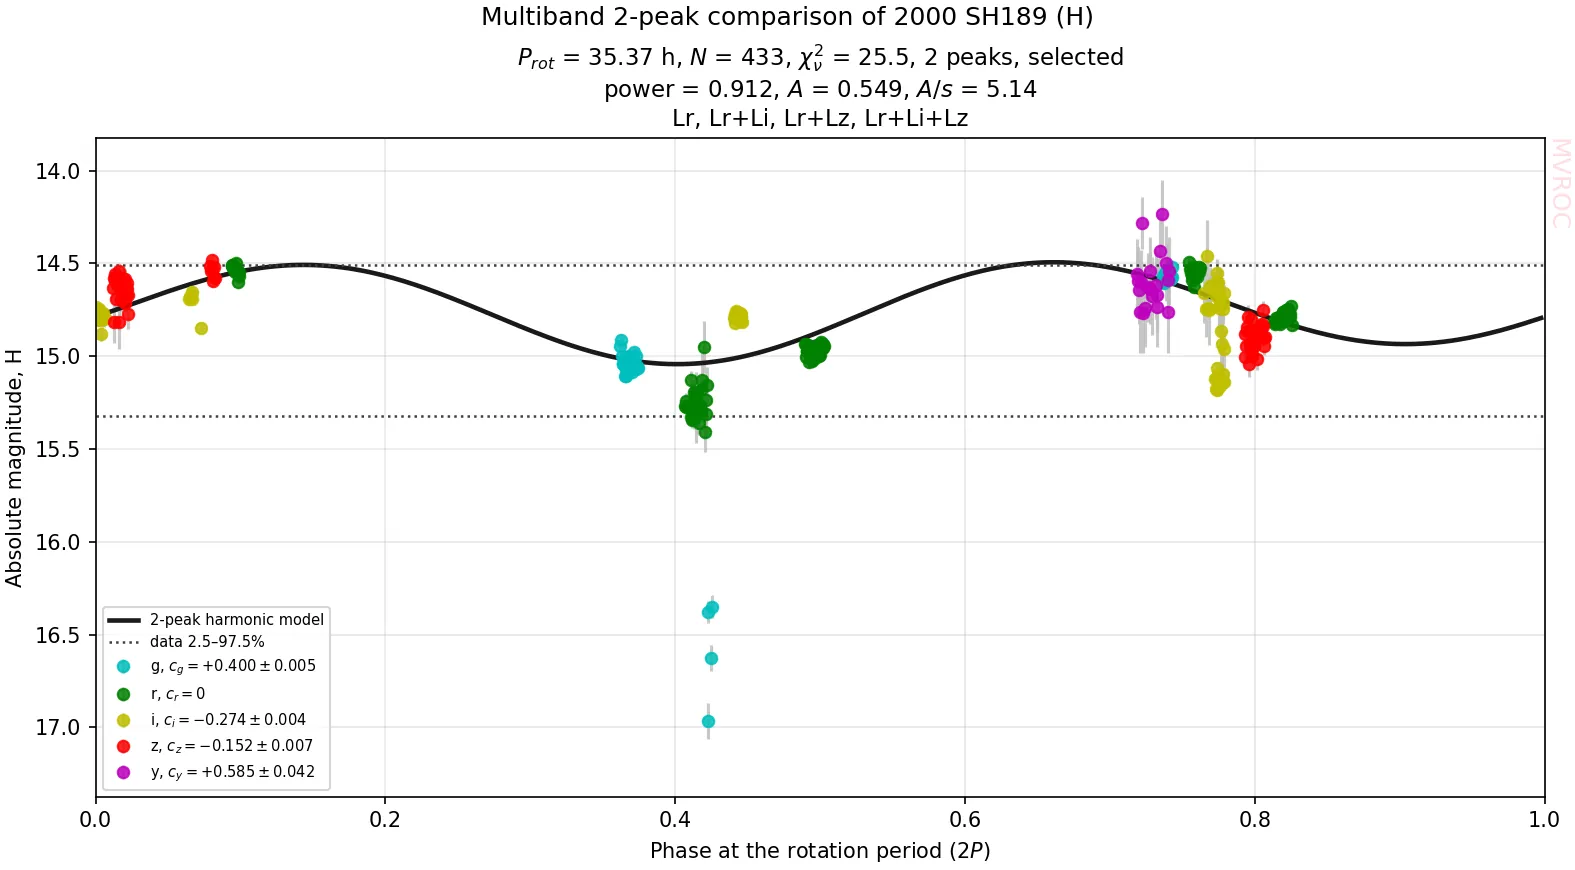 Multiband 2-peak comparison of 2000 SH189 (H)
P_rot = 35.37 h, N = 433, χ²_ν = 25.5, 2 peaks, selected
power = 0.912, A = 0.549, A/s = 5.14
Lr, Lr+Li, Lr+Lz, Lr+Li+Lz
MVROC
Absolute magnitude, H
14.0
14.5
15.0
15.5
16.0
16.5
17.0
2-peak harmonic model
data 2.5–97.5%
g, c_g = +0.400 ± 0.005
r, c_r = 0
i, c_i = −0.274 ± 0.004
z, c_z = −0.152 ± 0.007
y, c_y = +0.585 ± 0.042
0.0 0.2 0.4 0.6 0.8 1.0
Phase at the rotation period (2P)